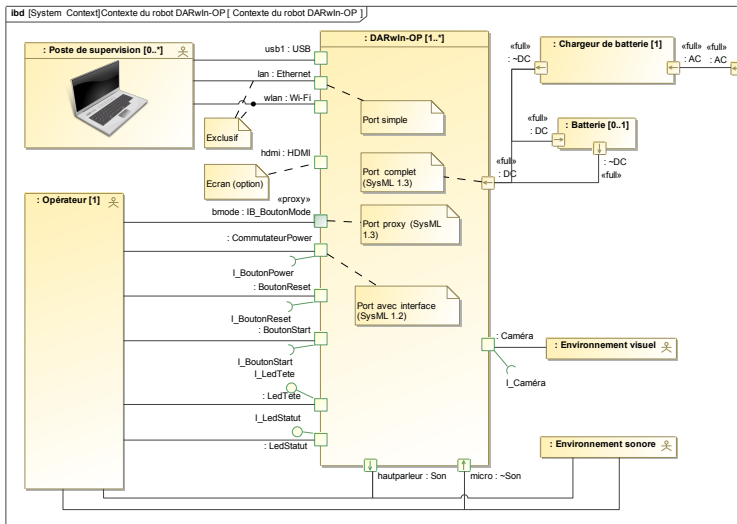 ibd [System Context]Contexte du robot DARwIn-OP [ Contexte du robot DARwIn-OP ]
: Poste de supervision [0..*]
usb1 : USB
lan : Ethernet
wlan : Wi-Fi
Exclusif
hdmi : HDMI
Ecran (option)
: DARwIn-OP [1..*]
Port simple
Port complet
(SysML 1.3)
Port proxy (SysML
1.3)
Port avec interface
(SysML 1.2)
«full»
: ~DC
: Chargeur de batterie [1]
«full»
: AC
«full»
: AC
«full»
: DC
: Batterie [0..1]
: ~DC
«full»
«full»
: DC
: Opérateur [1]
«proxy»
bmode : IB_BoutonMode
: CommutateurPower
I_BoutonPower
: BoutonReset
I_BoutonReset
: BoutonStart
I_BoutonStart
I_LedTete
: LedTete
I_LedStatut
: LedStatut
: Caméra
I_Caméra
: Environnement visuel
: Environnement sonore
hautparleur : Son
micro : ~Son